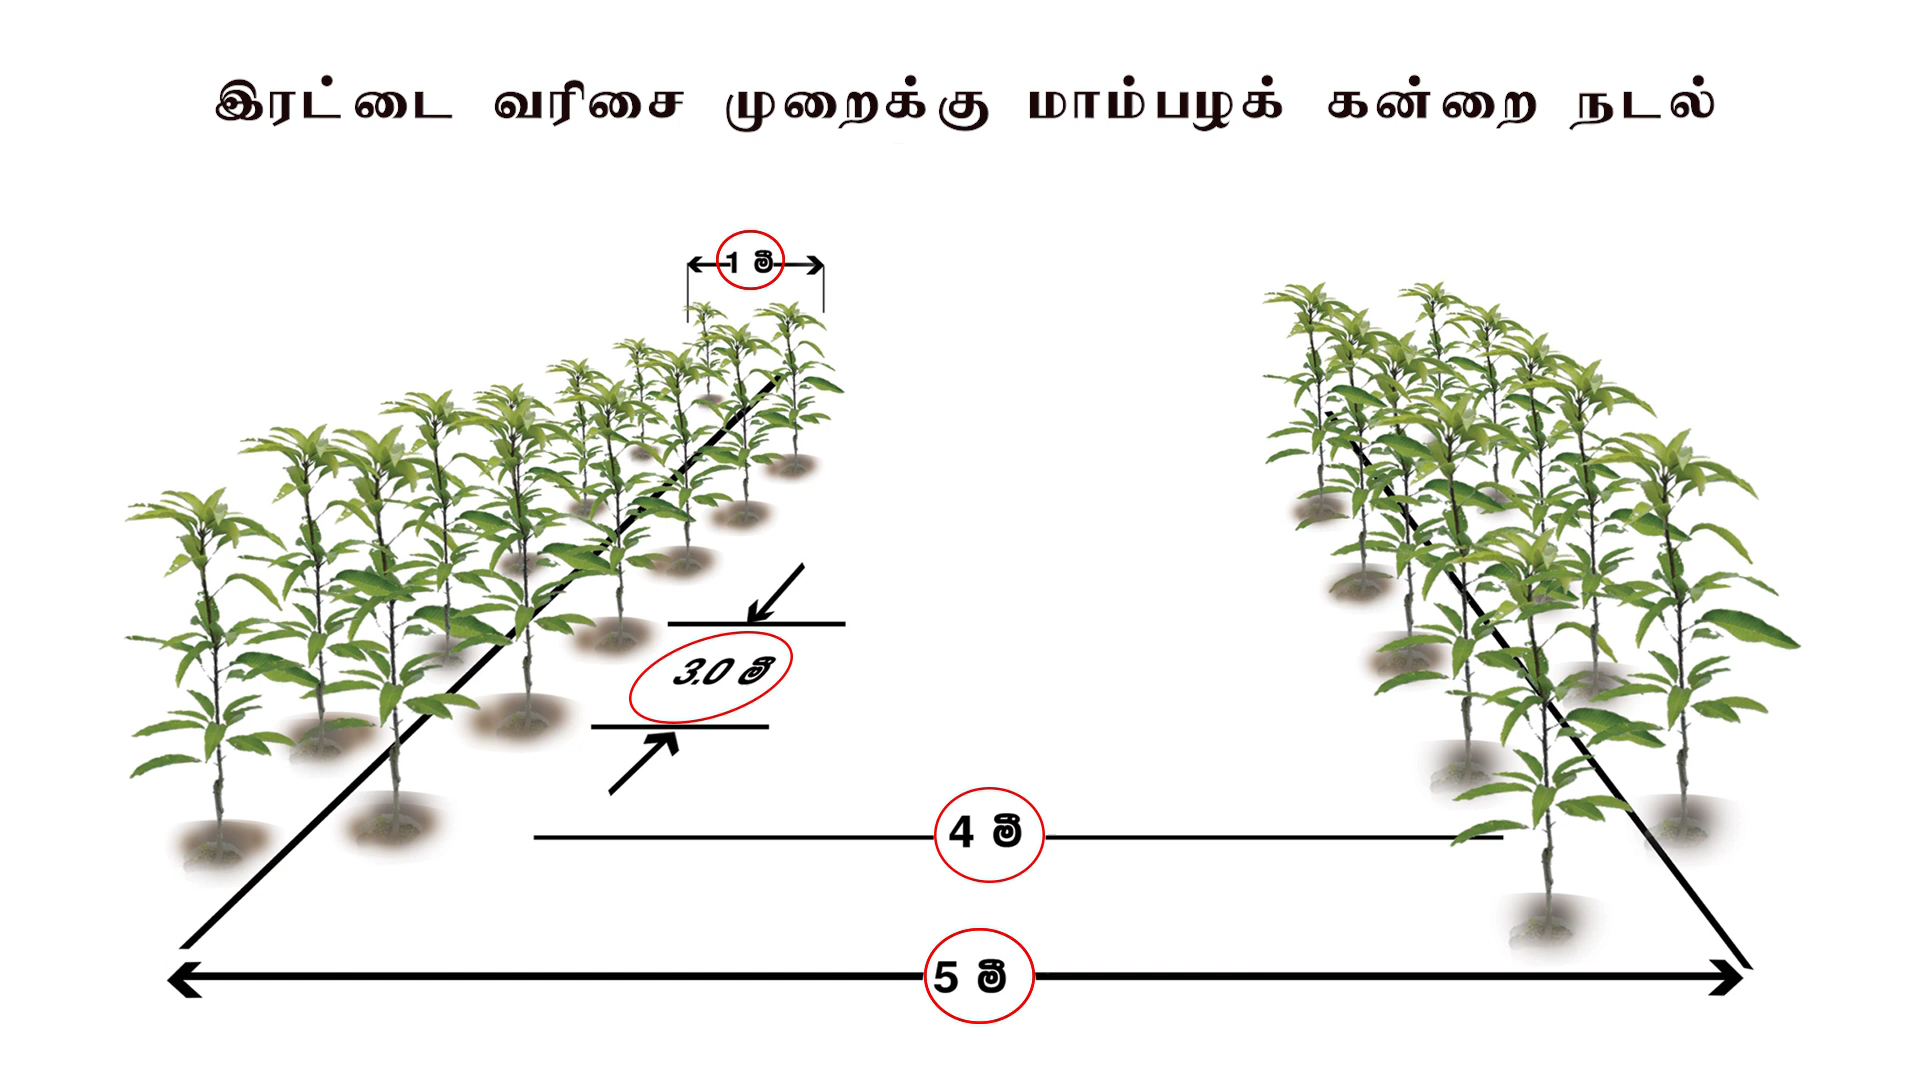 இரட்டை வரிசை முறைக்கு மாம்பழக் கன்றை நடல்
1 මී
3.0 මී
4 මී
5 මී